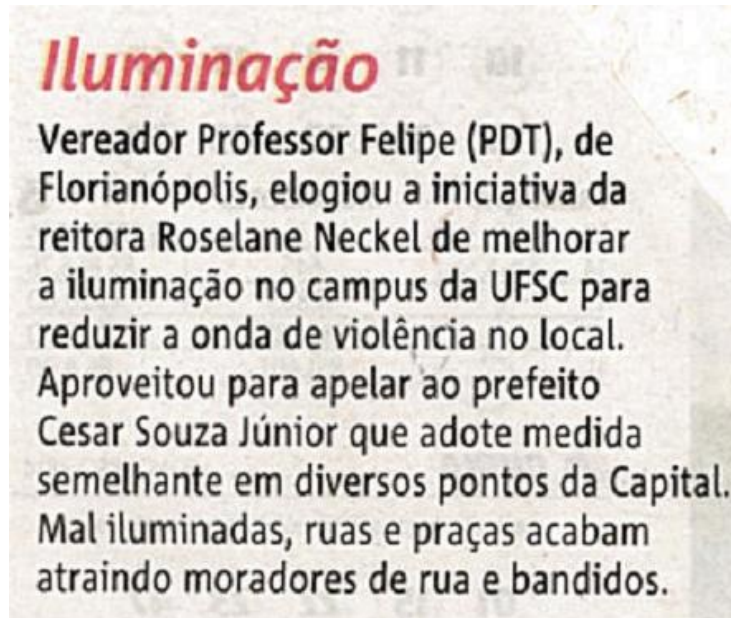 Iluminação
Vereador Professor Felipe (PDT), de
Florianópolis, elogiou a iniciativa da
reitora Roselane Neckel de melhorar
a iluminação no campus da UFSC para
reduzir a onda de violência no local.
Aproveitou para apelar ao prefeito
Cesar Souza Júnior que adote medida
semelhante em diversos pontos da Capital.
Mal iluminadas, ruas e praças acabam
atraindo moradores de rua e bandidos.